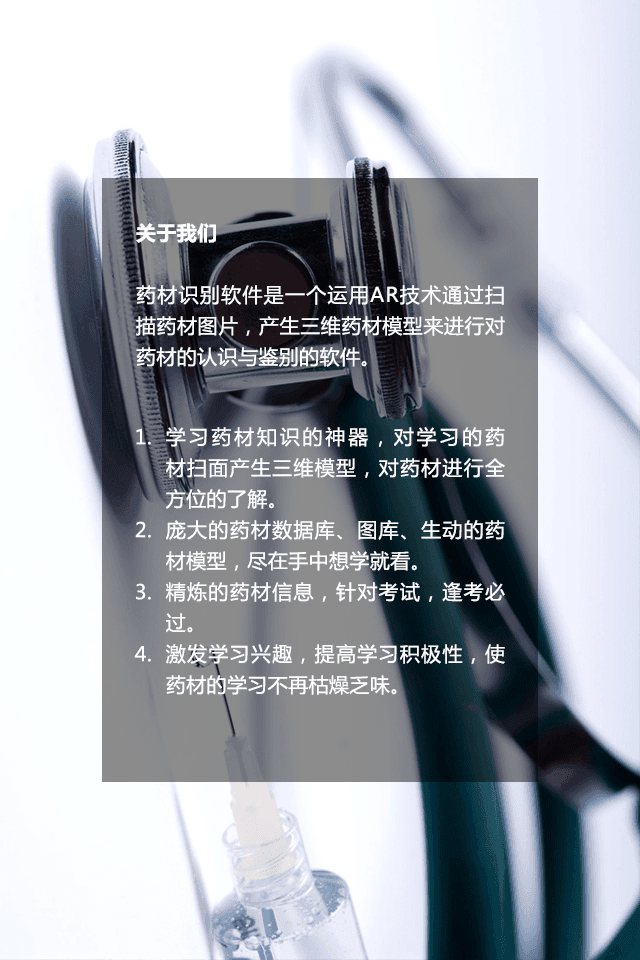 关于我们
药材识别软件是一个运用AR技术通过扫
描药材图片，产生三维药材模型来进行对
药材的认识与鉴别的软件。
1. 学习药材知识的神器，对学习的药
材扫面产生三维模型，对药材进行全
方位的了解。
2. 庞大的药材数据库、图库、生动的药
材模型，尽在手中想学就看。
3. 精炼的药材信息，针对考试，逢考必
过。
4. 激发学习兴趣，提高学习积极性，使
药材的学习不再枯燥乏味。